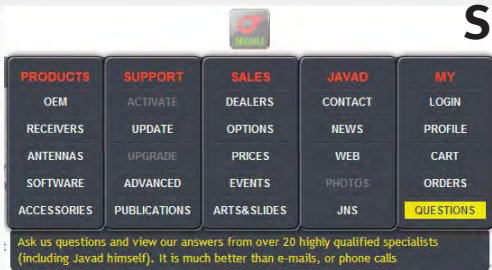 S
PRODUCTS SUPPORT SALES JAVAD MY
OEM ACTIVATE DEALERS CONTACT LOGIN
RECEIVERS UPDATE OPTIONS NEWS PROFILE
ANTENNAS UPGRADE PRICES WEB CART
SOFTWARE ADVANCED EVENTS PHOTOS ORDERS
ACCESSORIES PUBLICATIONS ARTS&SLIDES JNS QUESTIONS
Ask us questions and view our answers from over 20 highly qualified specialists
(including Javad himself). It is much better than e-mails, or phone calls